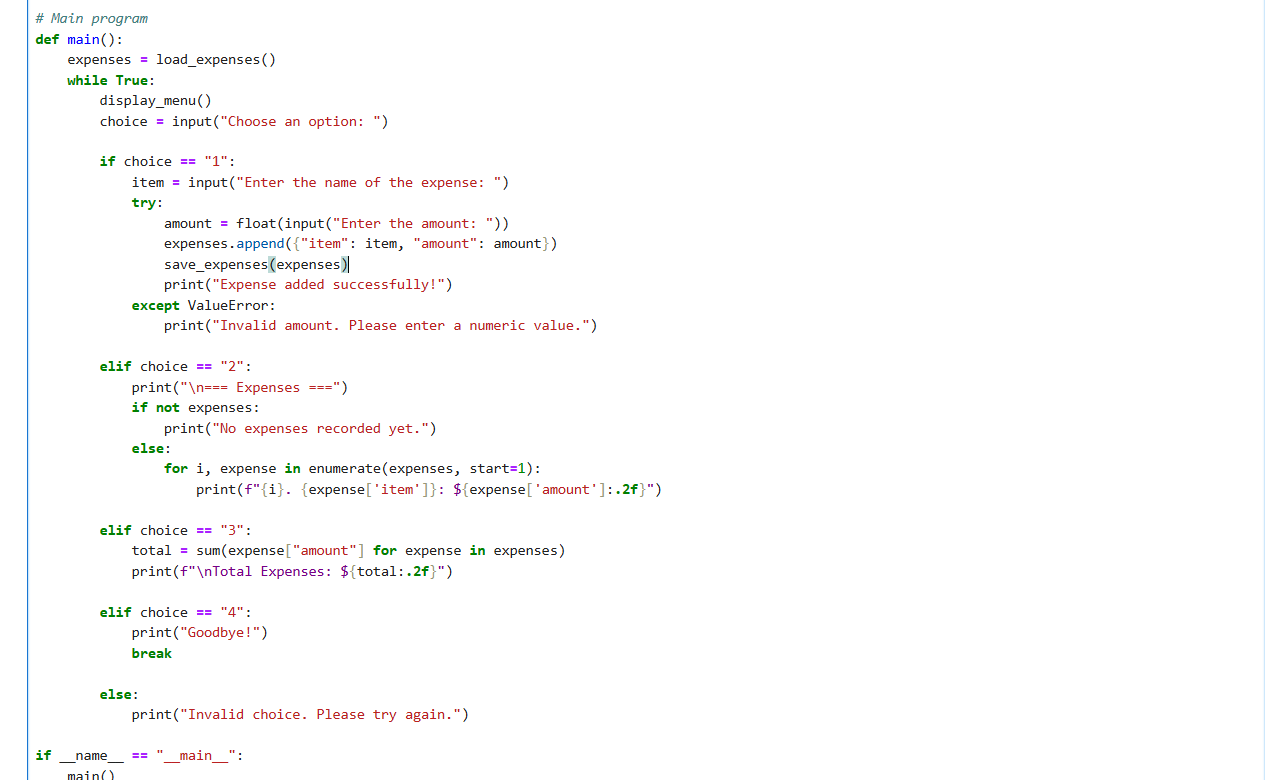 # Main program
def main():
    expenses = load_expenses()
    while True:
        display_menu()
        choice = input("Choose an option: ")

        if choice == "1":
            item = input("Enter the name of the expense: ")
            try:
                amount = float(input("Enter the amount: "))
                expenses.append({"item": item, "amount": amount})
                save_expenses(expenses)
                print("Expense added successfully!")
            except ValueError:
                print("Invalid amount. Please enter a numeric value.")

        elif choice == "2":
            print("\n=== Expenses ===")
            if not expenses:
                print("No expenses recorded yet.")
            else:
                for i, expense in enumerate(expenses, start=1):
                    print(f"{i}. {expense['item']}: ${expense['amount']:.2f}")

        elif choice == "3":
            total = sum(expense["amount"] for expense in expenses)
            print(f"\nTotal Expenses: ${total:.2f}")

        elif choice == "4":
            print("Goodbye!")
            break

        else:
            print("Invalid choice. Please try again.")

if __name__ == "__main__":
    main()